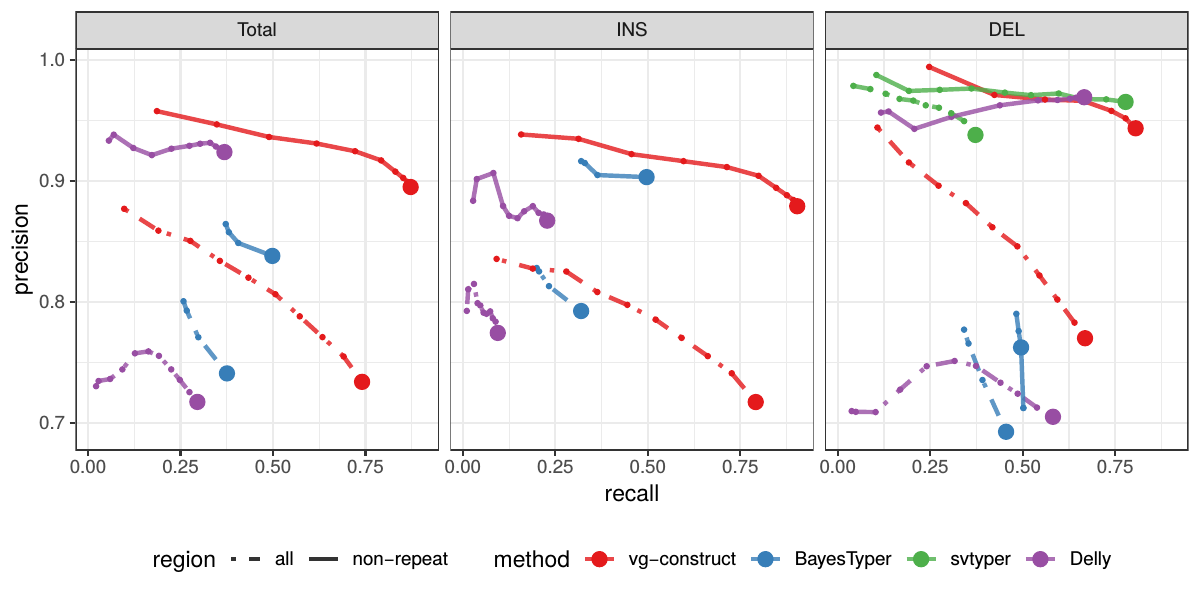 Total INS DEL
precision
1.0
0.9
0.8
0.7
0.00 0.25 0.50 0.75 0.00 0.25 0.50 0.75 0.00 0.25 0.50 0.75
recall
region all non-repeat method vg-construct BayesTyper svtyper Delly